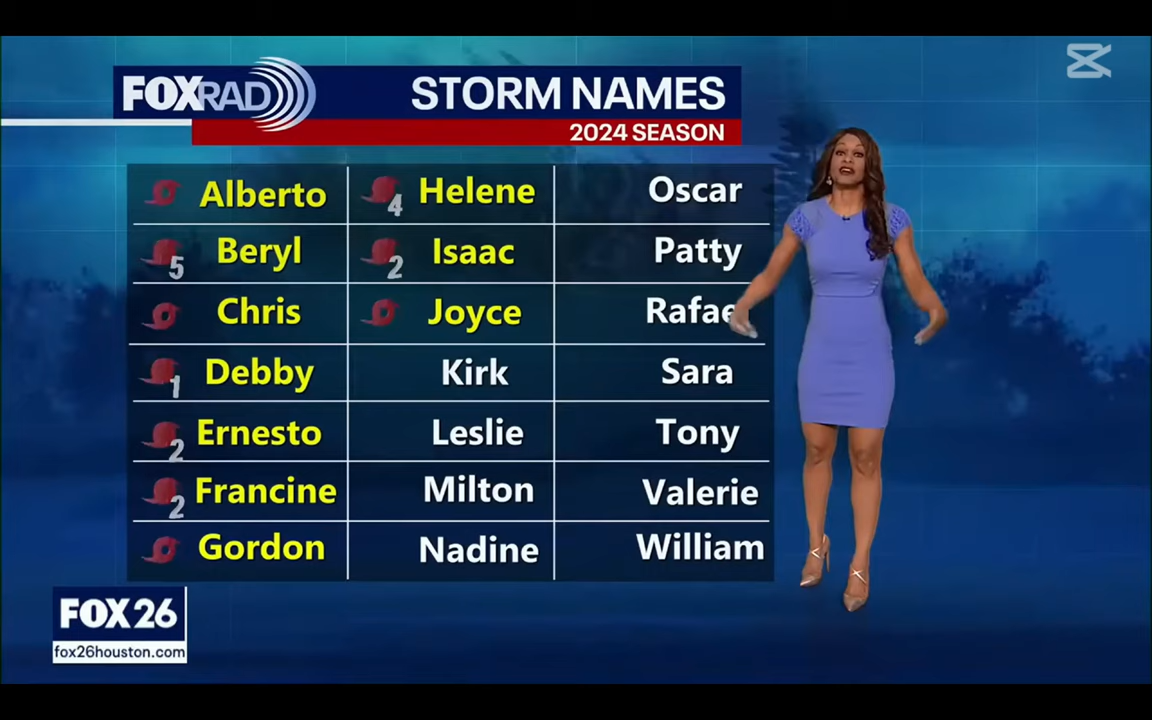 FOXRAD
STORM NAMES
2024 SEASON
Alberto
4 Helene
Oscar
5 Beryl
2 Isaac
Patty
Chris
Joyce
Rafae
1 Debby
Kirk
Sara
2 Ernesto
Leslie
Tony
2 Francine
Milton
Valerie
Gordon
Nadine
William
FOX 26
fox26houston.com